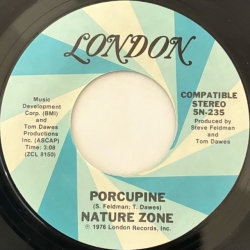 LONDON
Music
Development
Corp. (BMI)
and
Tom Dawes
Productions
Inc. (ASCAP)
Time: 3:08
(ZCL 9150)
COMPATIBLE
STEREO
SN-235
Produced by
Steve Feldman
and
Tom Dawes
PORCUPINE
(S. Feldman; T. Dawes)
NATURE ZONE
℗ 1976 London Records, Inc.